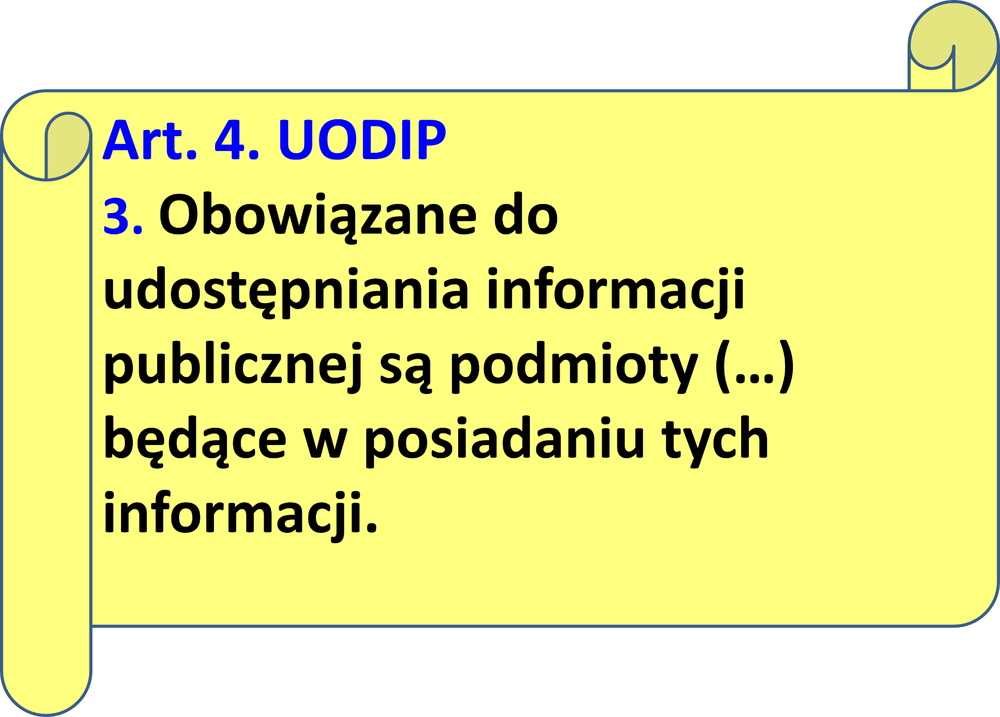 Art. 4. UODIP
3. Obowiązane do
udostępniania informacji
publicznej są podmioty (…)
będące w posiadaniu tych
informacji.